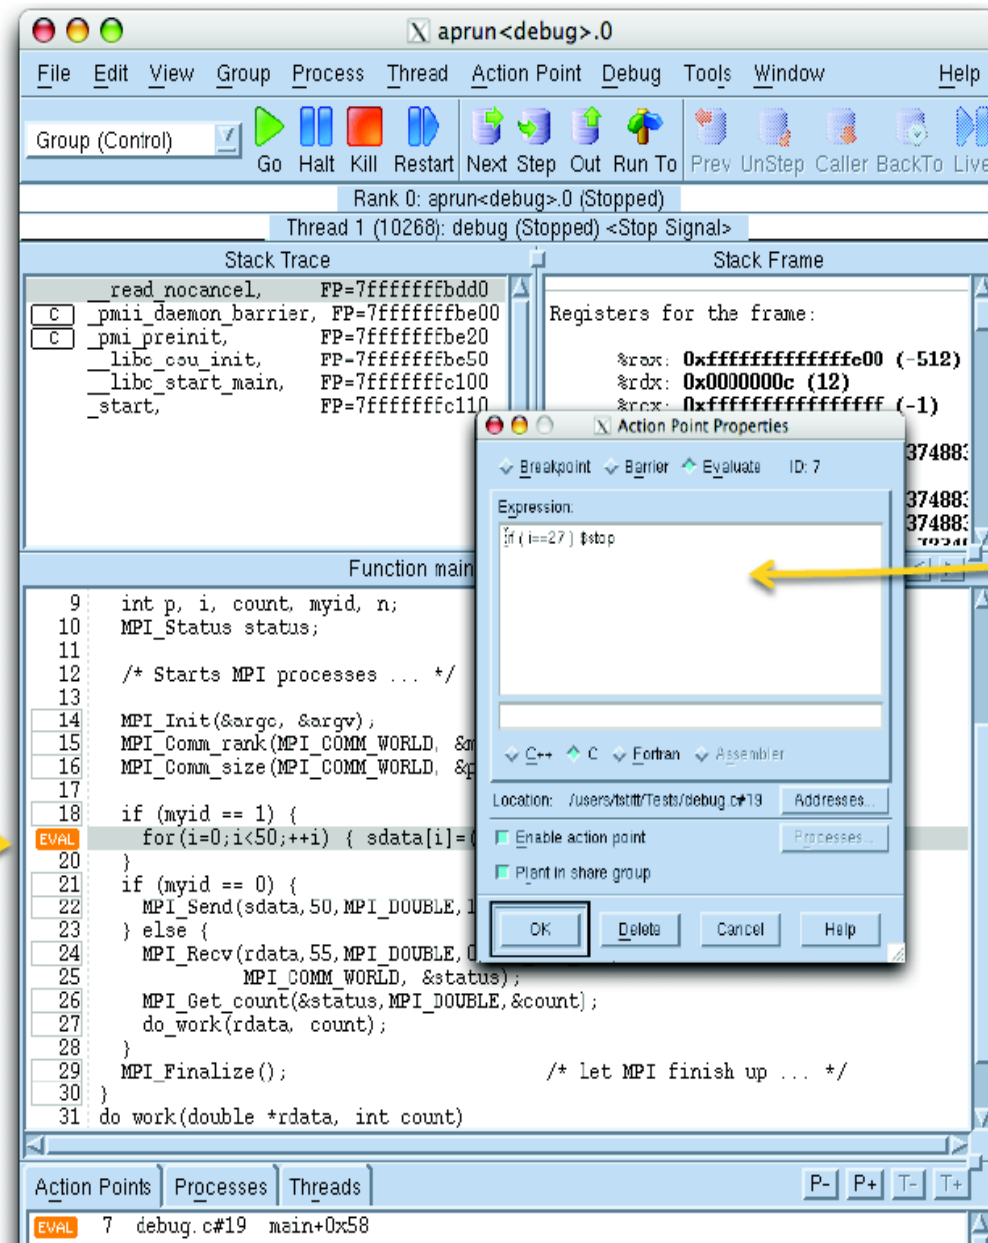 X aprun<debug>.0
File Edit View Group Process Thread Action Point Debug Tools Window Help
Group (Control) Go Halt Kill Restart Next Step Out Run To Prev UnStep Caller BackTo Live
Rank 0: aprun<debug>.0 (Stopped)
Thread 1 (10268): debug (Stopped) <Stop Signal>
Stack Trace
__read_nocancel, FP=7fffffffbdd0
C _pmii_daemon_barrier, FP=7fffffffbe00
C _pmi_preinit, FP=7fffffffbe20
__libc_csu_init, FP=7fffffffbe50
__libc_start_main, FP=7fffffffc100
_start, FP=7fffffffc110
Stack Frame
Registers for the frame:
%rax: 0xfffffffffffffe00 (-512)
%rdx: 0x0000000c (12)
%rcx: 0xffffffffffffffff (-1)
37488
37488
37488
X Action Point Properties
Breakpoint Barrier Evaluate ID: 7
Expression:
if ( i==27 ) $stop
C++ C Fortran Assembler
Location: /users/tstitt/Tests/debug.c#19 Addresses...
Enable action point Processes...
Plant in share group
OK Delete Cancel Help
Function main
9 int p, i, count, myid, n;
10 MPI_Status status;
11
12 /* Starts MPI processes ... */
13
14 MPI_Init(&argc, &argv);
15 MPI_Comm_rank(MPI_COMM_WORLD, &m
16 MPI_Comm_size(MPI_COMM_WORLD, &p
17
18 if (myid == 1) {
EVAL for(i=0;i<50;++i) { sdata[i]=(
20 }
21 if (myid == 0) {
22 MPI_Send(sdata,50,MPI_DOUBLE,1
23 } else {
24 MPI_Recv(rdata,55,MPI_DOUBLE,0
25 MPI_COMM_WORLD, &status);
26 MPI_Get_count(&status,MPI_DOUBLE,&count);
27 do_work(rdata, count);
28 }
29 MPI_Finalize(); /* let MPI finish up ... */
30 }
31 do work(double *rdata, int count)
Action Points Processes Threads P- P+ T- T+
EVAL 7 debug.c#19 main+0x58